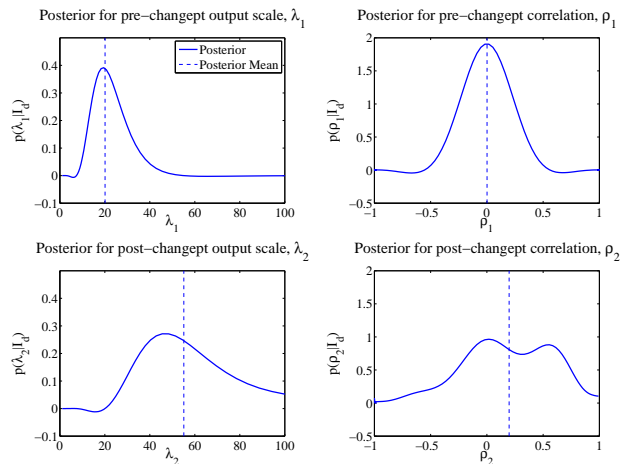 Posterior for pre−changept output scale, λ1
0.4
0.3
0.2
0.1
0
−0.1
0 20 40 60 80 100
p(λ1|Id)
λ1
Posterior
Posterior Mean
Posterior for pre−changept correlation, ρ1
2
1.5
1
0.5
0
−0.5
−1 −0.5 0 0.5 1
p(ρ1|Id)
ρ1
Posterior for post−changept output scale, λ2
0.4
0.3
0.2
0.1
0
−0.1
0 20 40 60 80 100
p(λ2|Id)
λ2
Posterior for post−changept correlation, ρ2
2
1.5
1
0.5
0
−0.5
−1 −0.5 0 0.5 1
p(ρ2|Id)
ρ2